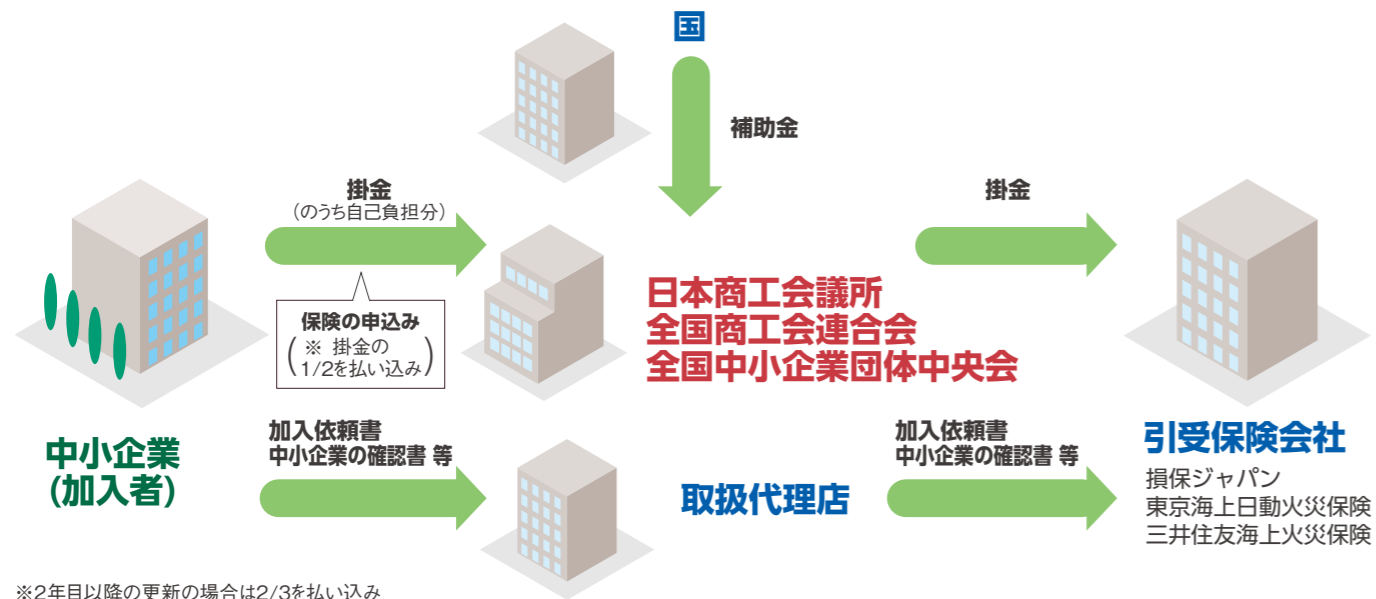 国
補助金
掛金
(のうち自己負担分)
掛金
保険の申込み
(※ 掛金の
1/2を払い込み)
日本商工会議所
全国商工会連合会
全国中小企業団体中央会
中小企業
(加入者)
加入依頼書
中小企業の確認書 等
取扱代理店
加入依頼書
中小企業の確認書 等
引受保険会社
損保ジャパン
東京海上日動火災保険
三井住友海上火災保険
※2年目以降の更新の場合は2/3を払い込み